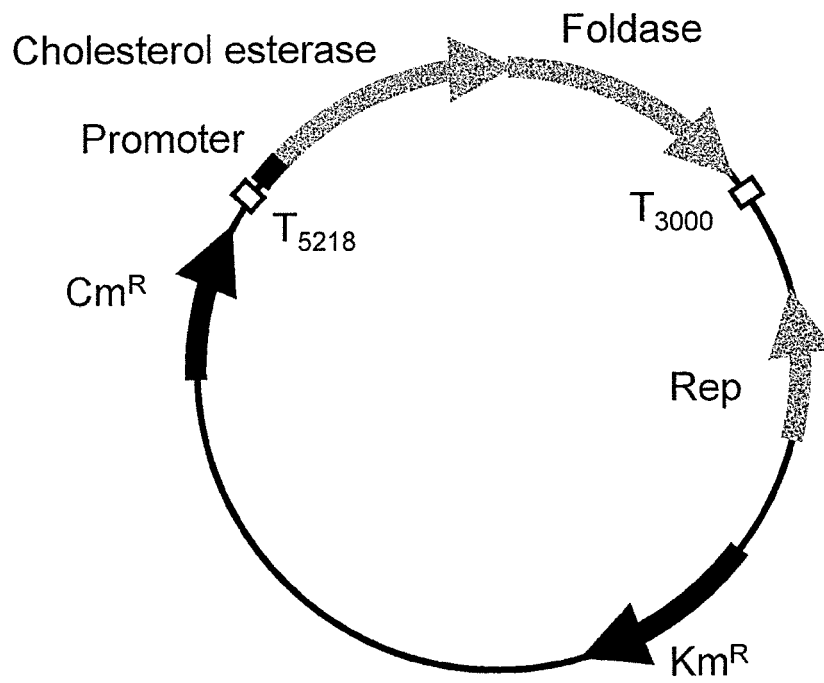 Foldase
Cholesterol esterase
Promoter
T₅₂₁₈
T₃₀₀₀
Cmᴿ
Rep
Kmᴿ